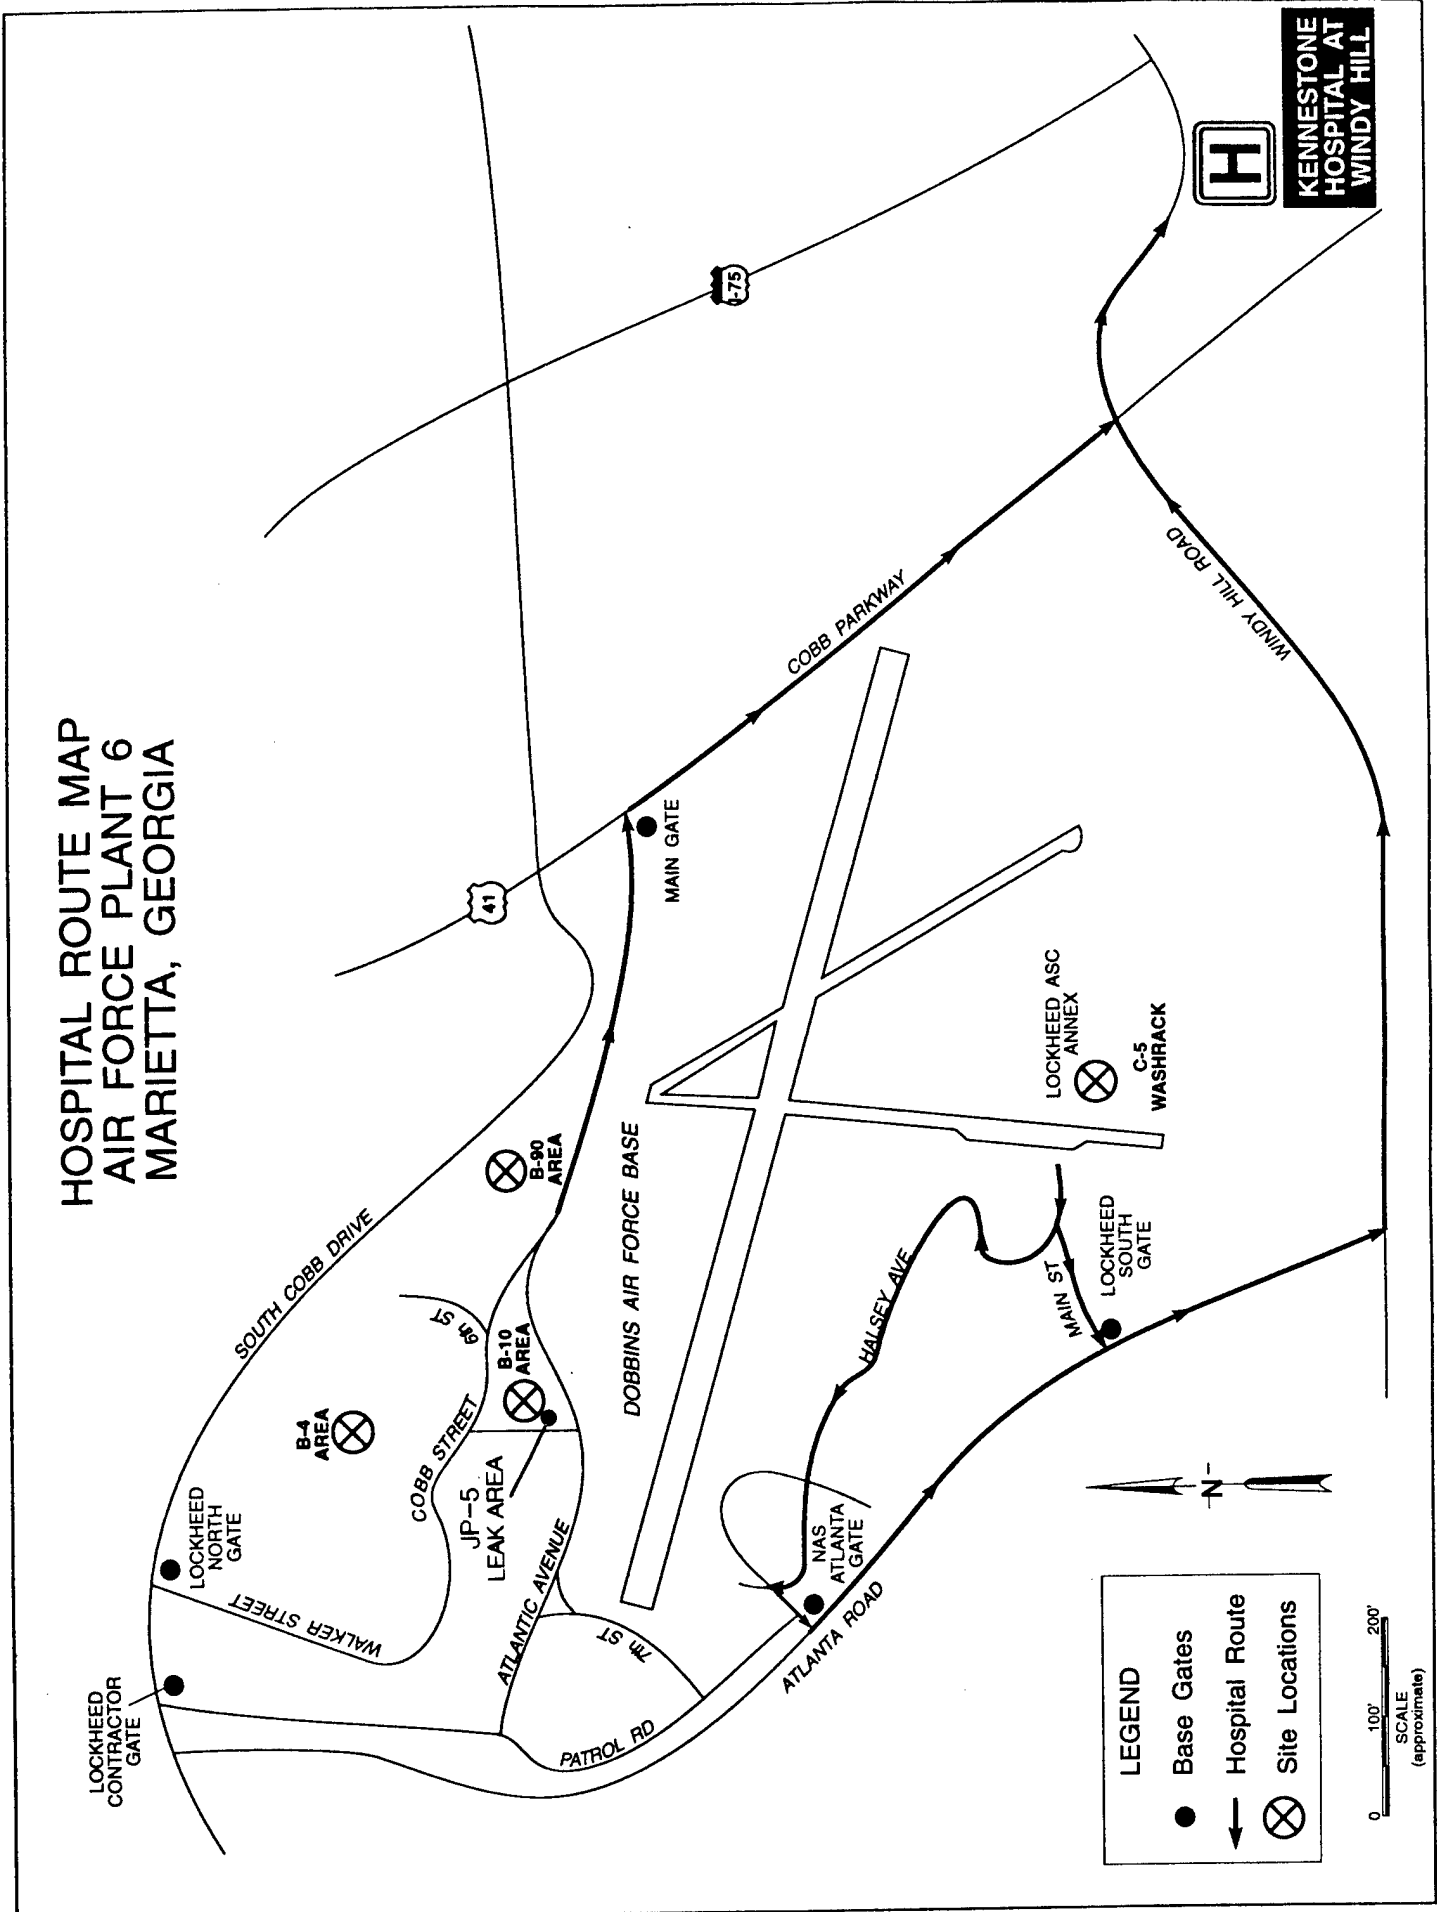 HOSPITAL ROUTE MAP
AIR FORCE PLANT 6
MARIETTA, GEORGIA
LOCKHEED
CONTRACTOR
GATE
LOCKHEED
NORTH
GATE
WALKER STREET
SOUTH COBB DRIVE
B-4
AREA
COBB STREET
6th ST
JP-5
LEAK AREA
B-10
AREA
B-90
AREA
41
I-75
ATLANTIC AVENUE
7th ST
PATROL RD
DOBBINS AIR FORCE BASE
MAIN GATE
COBB PARKWAY
NAS
ATLANTA
GATE
ATLANTA ROAD
HALSEY AVE
MAIN ST
LOCKHEED
SOUTH
GATE
LOCKHEED ASC
ANNEX
C-5
WASHRACK
WINDY HILL ROAD
H
KENNESTONE
HOSPITAL AT
WINDY HILL
N
LEGEND
Base Gates
Hospital Route
Site Locations
0 100' 200'
SCALE
(approximate)